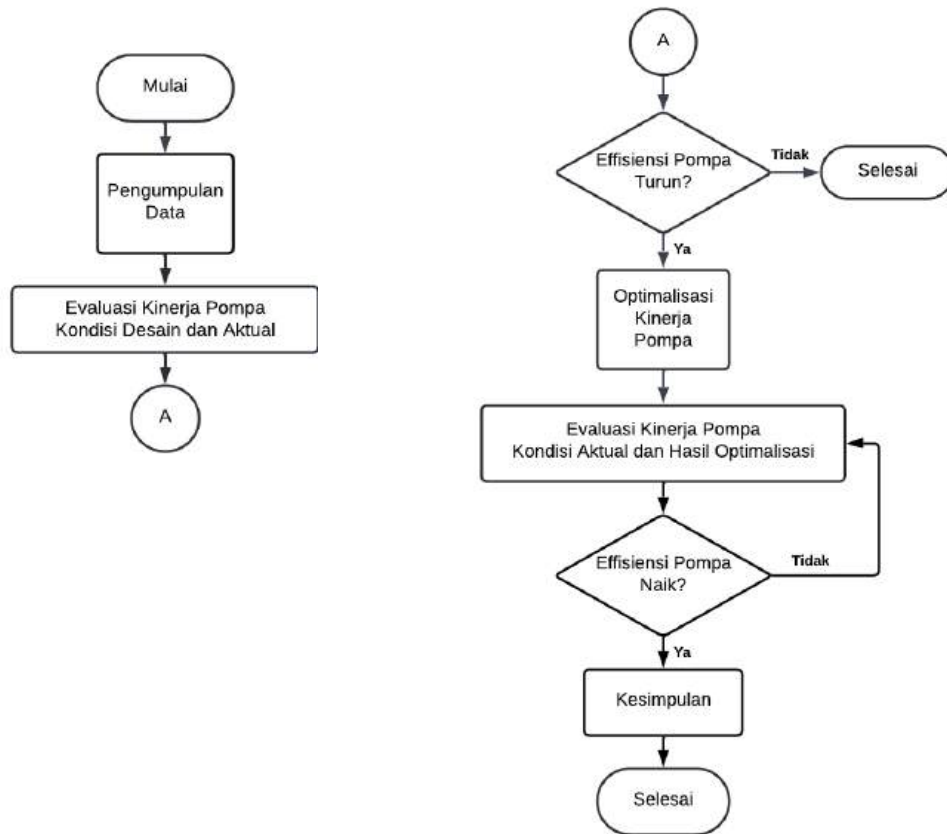 Mulai
Pengumpulan
Data
Evaluasi Kinerja Pompa
Kondisi Desain dan Aktual
A
A
Effisiensi Pompa
Turun?
Tidak
Selesai
Ya
Optimalisasi
Kinerja
Pompa
Evaluasi Kinerja Pompa
Kondisi Aktual dan Hasil Optimalisasi
Effisiensi Pompa
Naik?
Tidak
Ya
Kesimpulan
Selesai